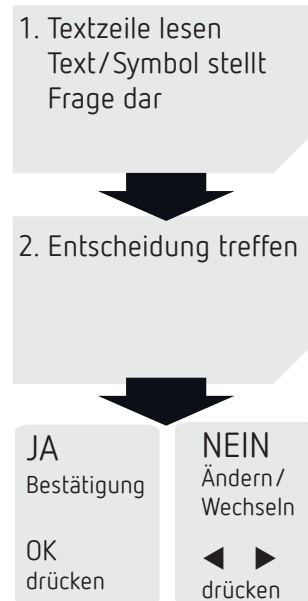 1. Textzeile lesen
Text/Symbol stellt
Frage dar
2. Entscheidung treffen
JA
Bestätigung
OK
drücken
NEIN
Ändern/
Wechseln
◀ ▶
drücken